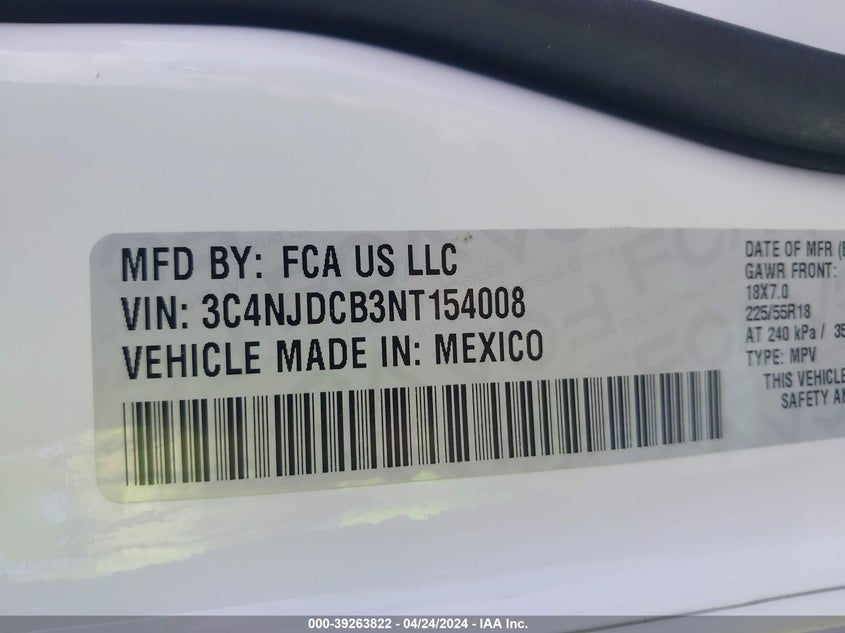 MFD BY: FCA US LLC
VIN: 3C4NJDCB3NT154008
VEHICLE MADE IN: MEXICO
DATE OF MFR
GAWR FRONT:
18X7.0
225/55R18
AT 240 kPa / 35
TYPE: MPV
THIS VEHICLE
SAFETY
000-39263822 - 04/24/2024 - IAA Inc.